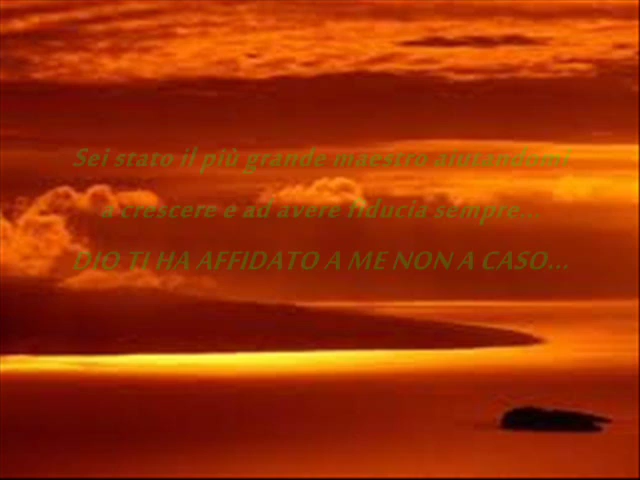 Sei stato il più grande maestro aiutandomi
a crescere e ad avere fiducia sempre...
DIO TI HA AFFIDATO A ME NON A CASO...